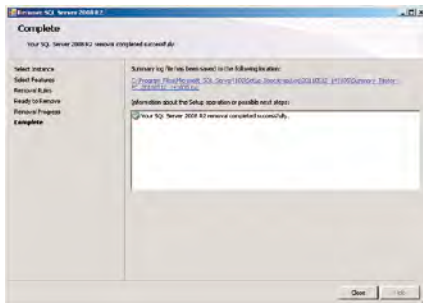 Remove SQL Server 2008 R2
Complete
Your SQL Server 2008 R2 removal completed successfully.
Select Instance
Select Features
Removal Rules
Ready to Remove
Removal Progress
Complete
Summary log file has been saved to the following location:
Information about the Setup operation or possible next steps:
Your SQL Server 2008 R2 removal completed successfully.
Close